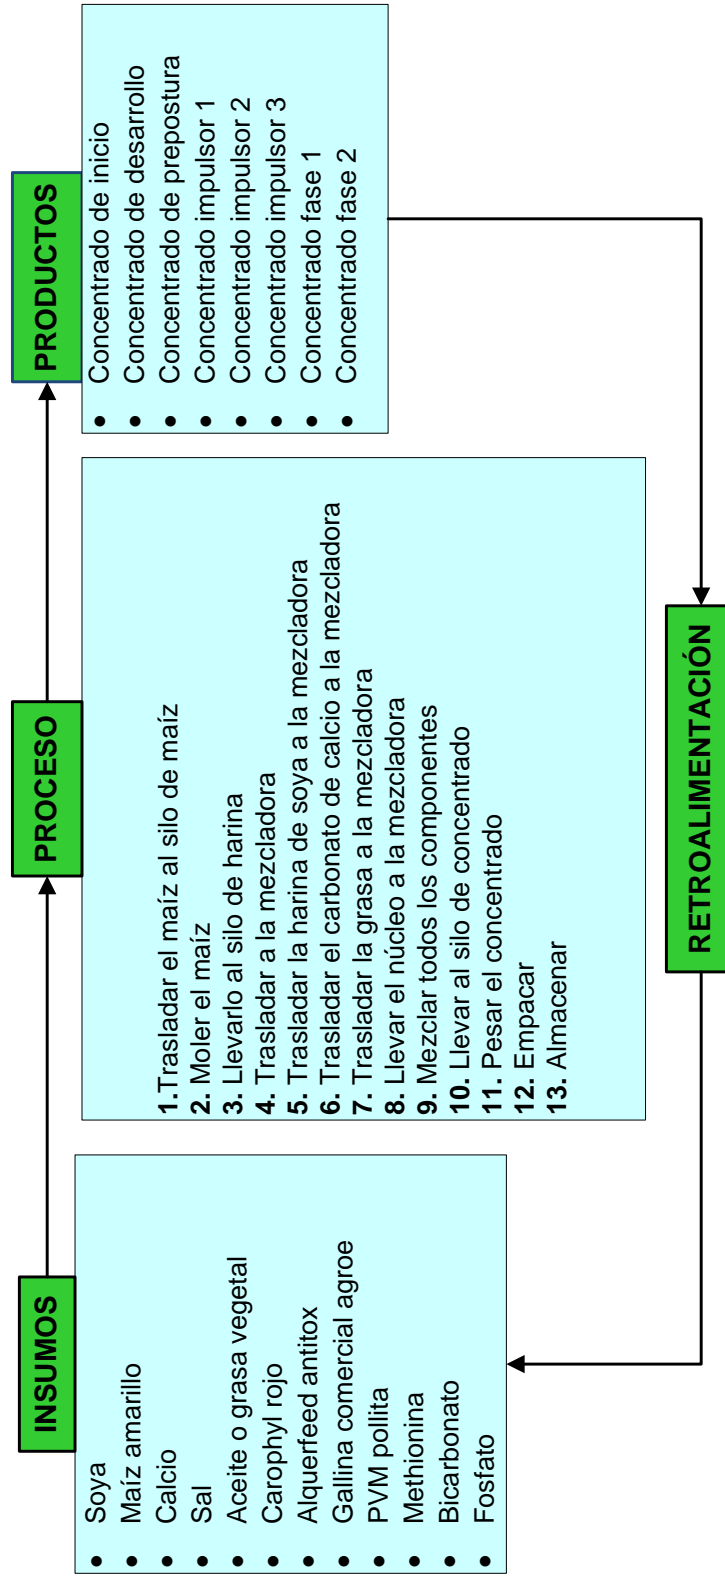 INSUMOS
• Soya
• Maíz amarillo
• Calcio
• Sal
• Aceite o grasa vegetal
• Carophyl rojo
• Alquerfeed antitox
• Gallina comercial agroe
• PVM pollita
• Methionina
• Bicarbonato
• Fosfato
PROCESO
1.Trasladar el maíz al silo de maíz
2. Moler el maíz
3. Llevarlo al silo de harina
4. Trasladar a la mezcladora
5. Trasladar la harina de soya a la mezcladora
6. Trasladar el carbonato de calcio a la mezcladora
7. Trasladar la grasa a la mezcladora
8. Llevar el núcleo a la mezcladora
9. Mezclar todos los componentes
10. Llevar al silo de concentrado
11. Pesar el concentrado
12. Empacar
13. Almacenar
PRODUCTOS
• Concentrado de inicio
• Concentrado de desarrollo
• Concentrado de prepostura
• Concentrado impulsor 1
• Concentrado impulsor 2
• Concentrado impulsor 3
• Concentrado fase 1
• Concentrado fase 2
RETROALIMENTACIÓN